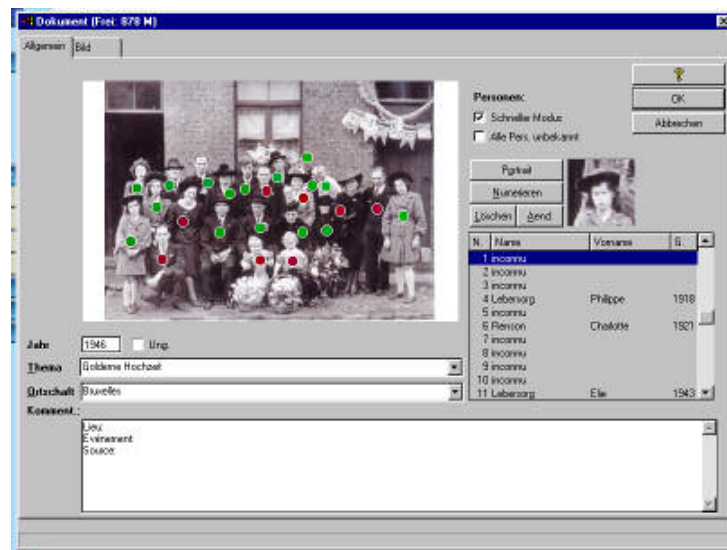 Dokument (Frei: 878 M)
Allgemein Bild
?
Personen: OK
Schneller Modus Abbrechen
Alle Pers. unbekannt
Portrait
Numerieren
Löschen Aend.
N. Name Vorname G.
1 inconnu
2 inconnu
3 inconnu
4 Lebensorg Philippe 1918
5 inconnu
6 Renson Charlotte 1921
7 inconnu
8 inconnu
9 inconnu
10 inconnu
11 Lebensorg Elie 1943
Jahr 1946 Ung.
Thema Goldene Hochzeit
Ortschaft Bruxelles
Komment.:
Lieu:
Evénement:
Source: